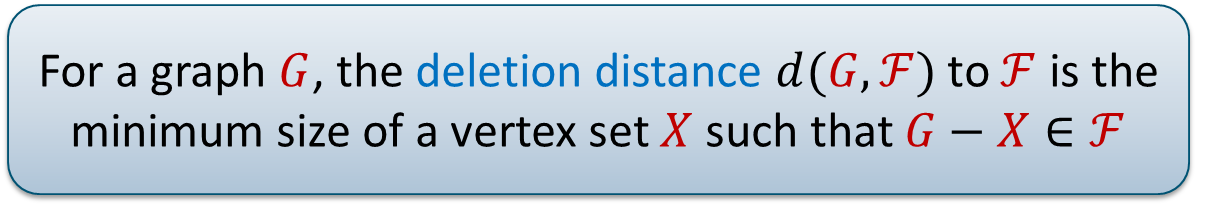 For a graph G, the deletion distance d(G, ℱ) to ℱ is the
minimum size of a vertex set X such that G − X ∈ ℱ